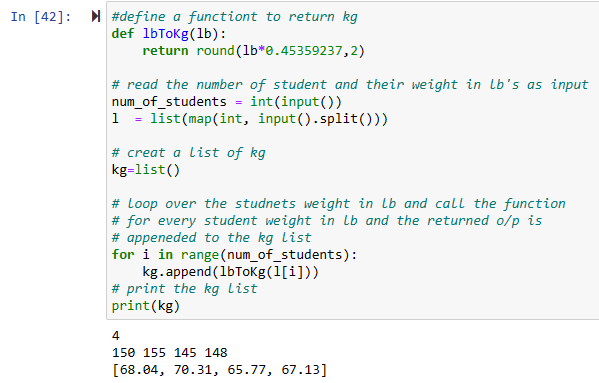 In [42]:
#define a functiont to return kg
def lbToKg(lb):
    return round(lb*0.45359237,2)
# read the number of student and their weight in lb's as input
num_of_students = int(input())
l  = list(map(int, input().split()))
# creat a list of kg
kg=list()
# loop over the studnets weight in lb and call the function
# for every student weight in lb and the returned o/p is
# appeneded to the kg list
for i in range(num_of_students):
    kg.append(lbToKg(l[i]))
# print the kg list
print(kg)
4
150 155 145 148
[68.04, 70.31, 65.77, 67.13]